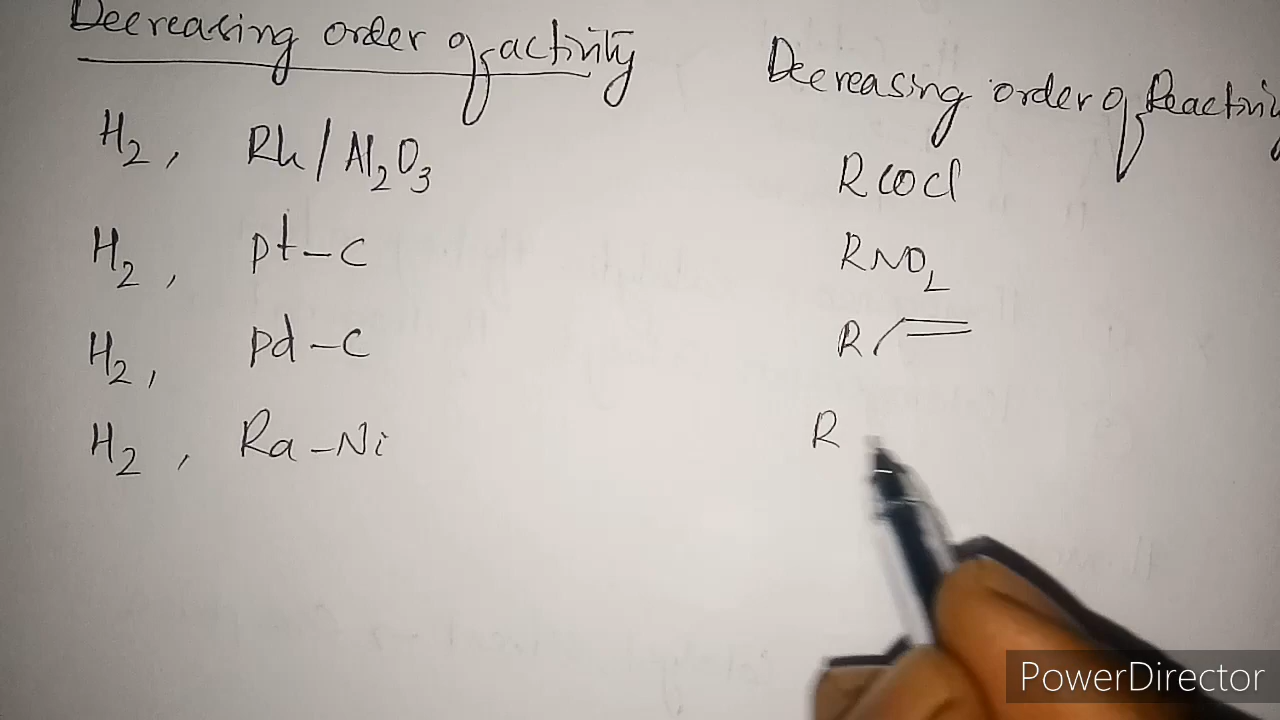 Decreasing order of activity
H2, Rh/Al2O3
H2, Pt-C
H2, Pd-C
H2, Ra-Ni
Decreasing order of Reactivi
RCOCl
RNO2
R
R
PowerDirector